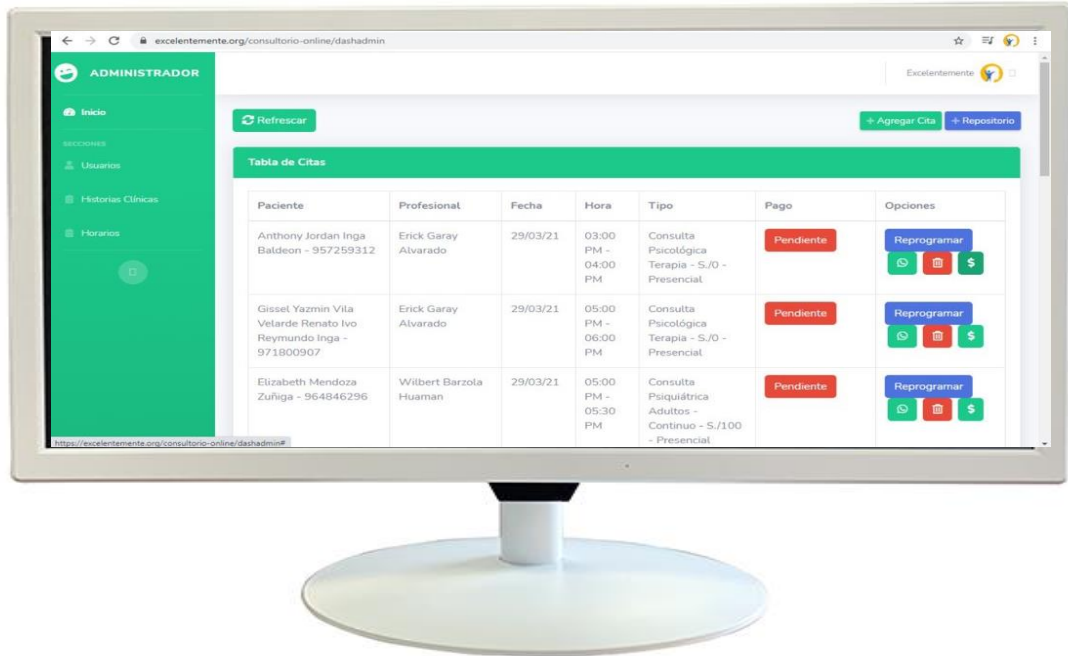 excelentemente.org/consultorio-online/dashadmin
ADMINISTRADOR
Excelentemente
Inicio
Refrescar
+ Agregar Cita
+ Repositorio
SECCIONES
Usuarios
Tabla de Citas
Historias Clínicas
Horarios
Paciente Profesional Fecha Hora Tipo Pago Opciones
Anthony Jordan Inga Erick Garay 29/03/21 03:00 Consulta Pendiente Reprogramar
Baldeon - 957259312 Alvarado PM - Psicológica
04:00 Terapia - S./0 - $
PM Presencial
Gissel Yazmin Vila Erick Garay 29/03/21 05:00 Consulta Pendiente Reprogramar
Velarde Renato Ivo Alvarado PM - Psicológica
Reymundo Inga - 06:00 Terapia - S./0 - $
971800907 PM Presencial
Elizabeth Mendoza Wilbert Barzola 29/03/21 05:00 Consulta Pendiente Reprogramar
Zuñiga - 964846296 Huaman PM - Psiquiátrica
05:30 Adultos - $
PM Continuo - S./100
- Presencial
https://excelentemente.org/consultorio-online/dashadmin#